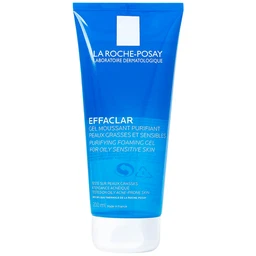 LA ROCHE-POSAY
LABORATOIRE DERMATOLOGIQUE
EFFACLAR
GEL MOUSSANT PURIFIANT
PEAUX GRASSES ET SENSIBLES
PURIFYING FOAMING GEL
FOR OILY SENSITIVE SKIN